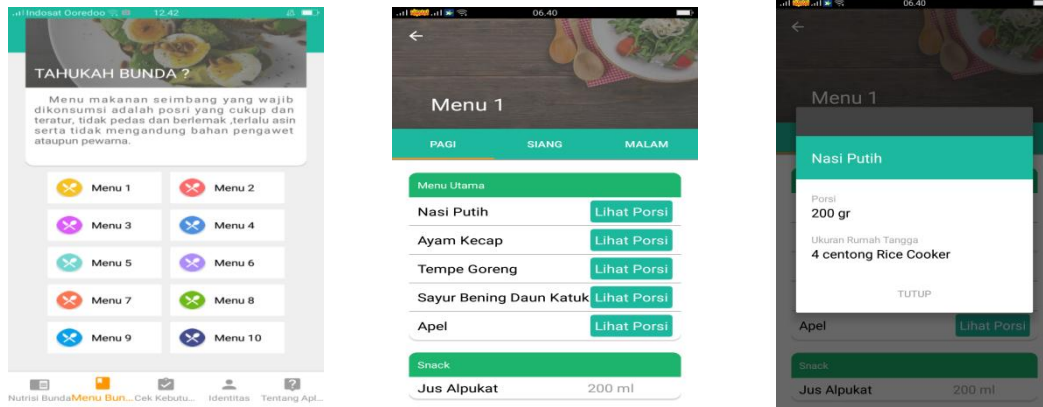 Indosat Ooredoo
12.42
TAHUKAH BUNDA ?
Menu makanan seimbang yang wajib
dikonsumsi adalah posri yang cukup dan
teratur, tidak pedas dan berlemak ,terlalu asin
serta tidak mengandung bahan pengawet
ataupun pewarna.
Menu 1
Menu 2
Menu 3
Menu 4
Menu 5
Menu 6
Menu 7
Menu 8
Menu 9
Menu 10
Nutrisi Bunda
Menu Bun...
Cek Kebutu...
Identitas
Tentang Apl...
06.40
Menu 1
PAGI
SIANG
MALAM
Menu Utama
Nasi Putih
Lihat Porsi
Ayam Kecap
Lihat Porsi
Tempe Goreng
Lihat Porsi
Sayur Bening Daun Katuk
Lihat Porsi
Apel
Lihat Porsi
Snack
Jus Alpukat
200 ml
06.40
Menu 1
Nasi Putih
Porsi
200 gr
Ukuran Rumah Tangga
4 centong Rice Cooker
TUTUP
Apel
Lihat Porsi
Snack
Jus Alpukat
200 ml